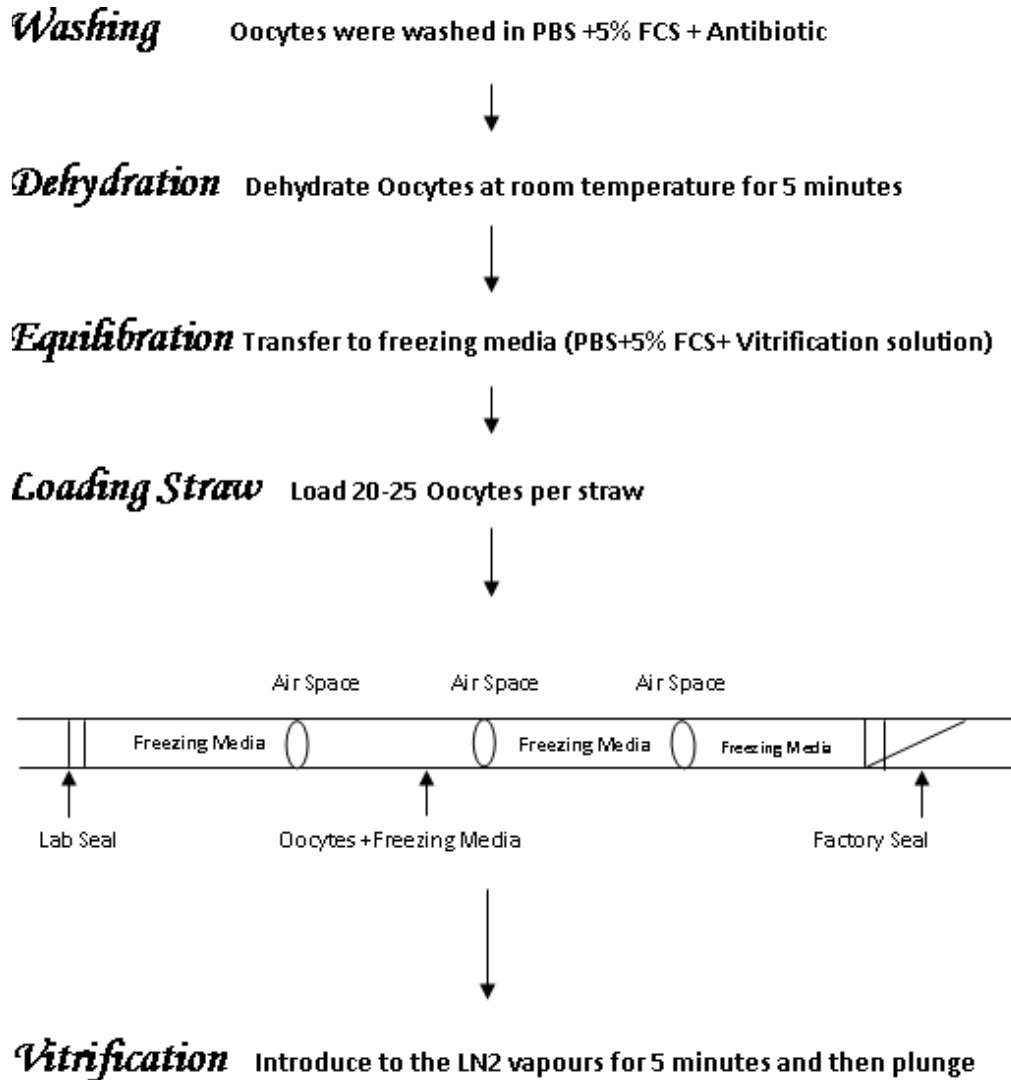 Washing Oocytes were washed in PBS +5% FCS + Antibiotic
Dehydration Dehydrate Oocytes at room temperature for 5 minutes
Equilibration Transfer to freezing media (PBS+5% FCS+ Vitrification solution)
Loading Straw Load 20-25 Oocytes per straw
Air Space Air Space Air Space
Freezing Media Freezing Media Freezing Media
Lab Seal Oocytes +Freezing Media Factory Seal
Vitrification Introduce to the LN2 vapours for 5 minutes and then plunge